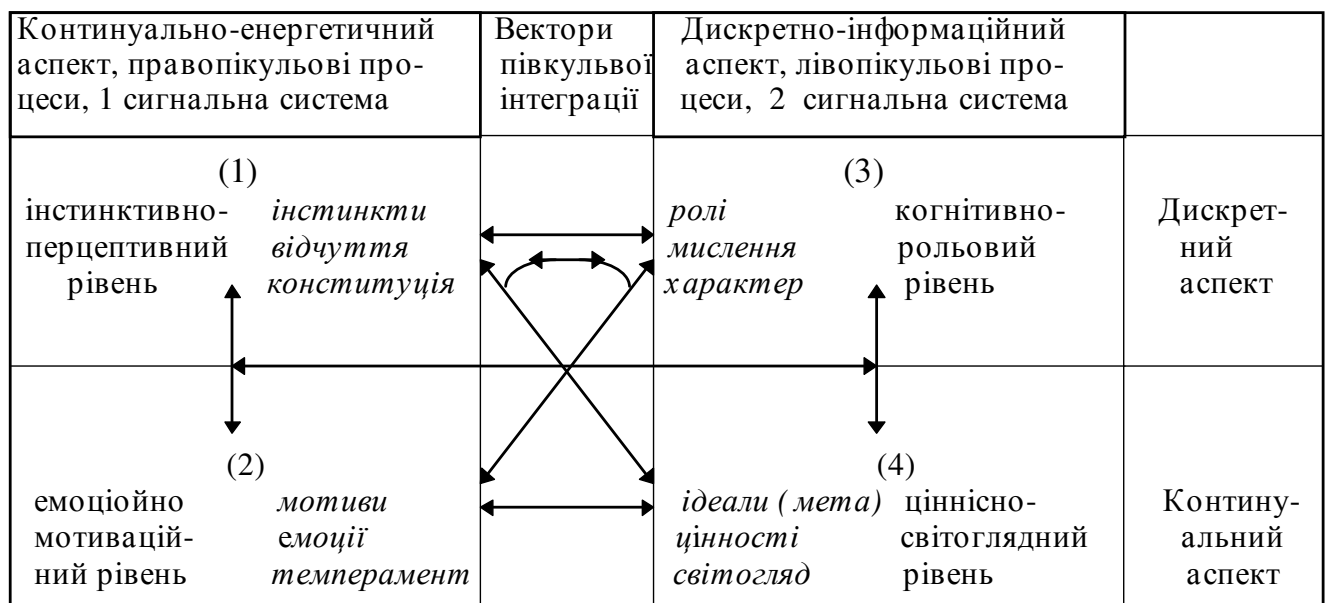 Континуально-енергетичний
аспект, правопікульові про-
цеси, 1 сигнальна система
Вектори
півкульвої
інтеграції
Дискретно-інформаційний
аспект, лівопікульові про-
цеси, 2 сигнальна система
(1)
інстинктивно-
перцептивний
рівень
інстинкти
відчуття
конституція
(3)
ролі
мислення
характер
когнітивно-
рольовий
рівень
Дискрет-
ний
аспект
(2)
емоціойно
мотивацій-
ний рівень
мотиви
емоції
темперамент
(4)
ідеали ( мета)
цінності
світогляд
ціннісно-
світоглядний
рівень
Контину-
альний
аспект